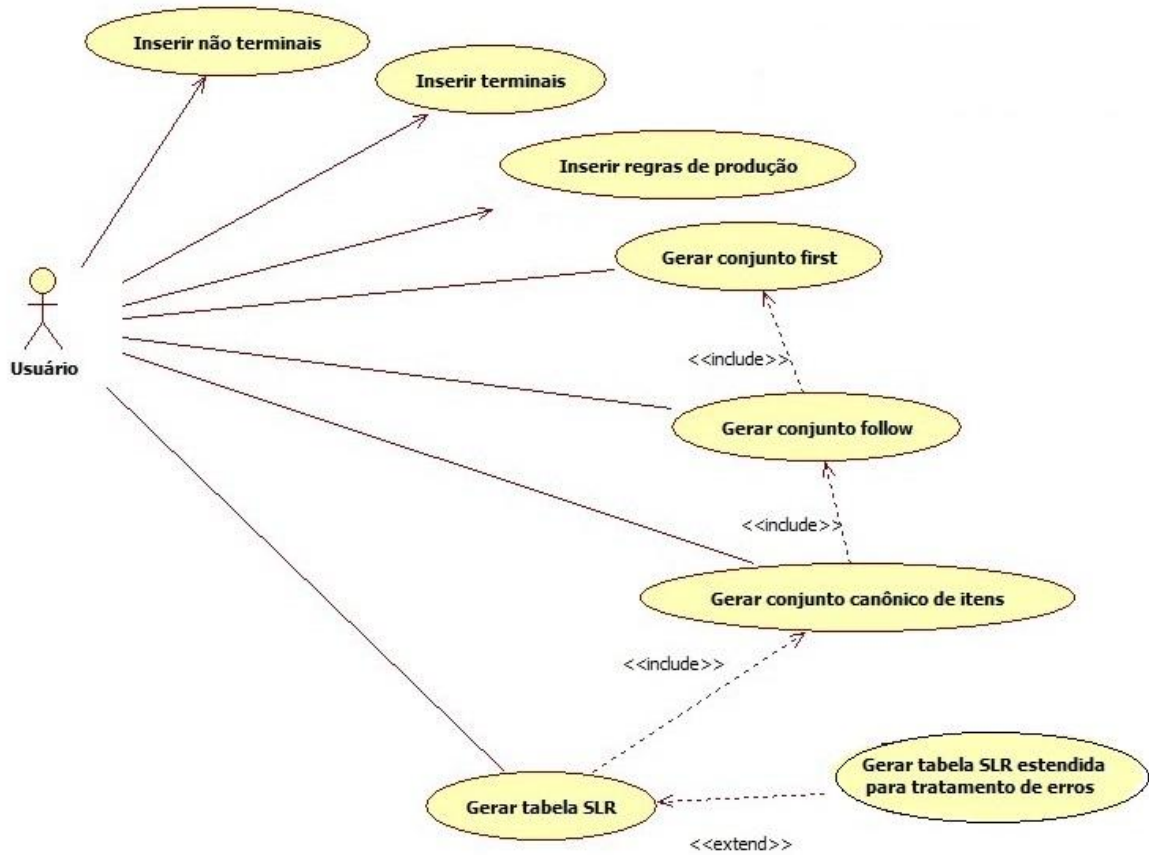 Inserir não terminais
Inserir terminais
Inserir regras de produção
Gerar conjunto first
<<include>>
Usuário
Gerar conjunto follow
<<include>>
Gerar conjunto canônico de itens
<<include>>
Gerar tabela SLR estendida
para tratamento de erros
Gerar tabela SLR
<<extend>>